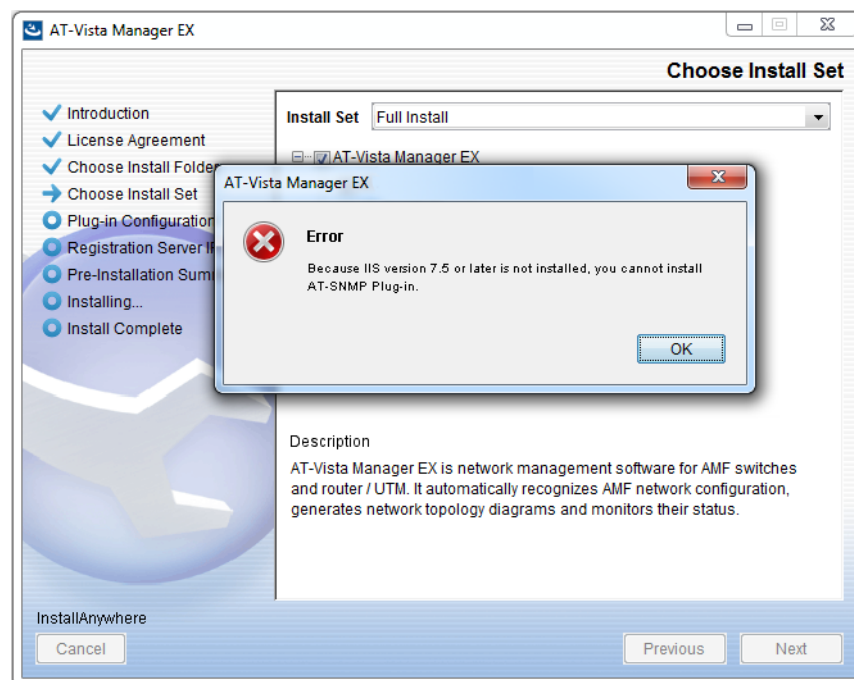 AT-Vista Manager EX
Choose Install Set
Introduction
License Agreement
Choose Install Folder
Choose Install Set
Plug-in Configuration
Registration Server
Pre-Installation
Installing...
Install Complete
Install Set
Full Install
AT-Vista Manager EX
AT-Vista Manager EX
Error
Because IIS version 7.5 or later is not installed, you cannot install
AT-SNMP Plug-in.
OK
Description
AT-Vista Manager EX is network management software for AMF switches
and router / UTM. It automatically recognizes AMF network configuration,
generates network topology diagrams and monitors their status.
InstallAnywhere
Cancel
Previous
Next